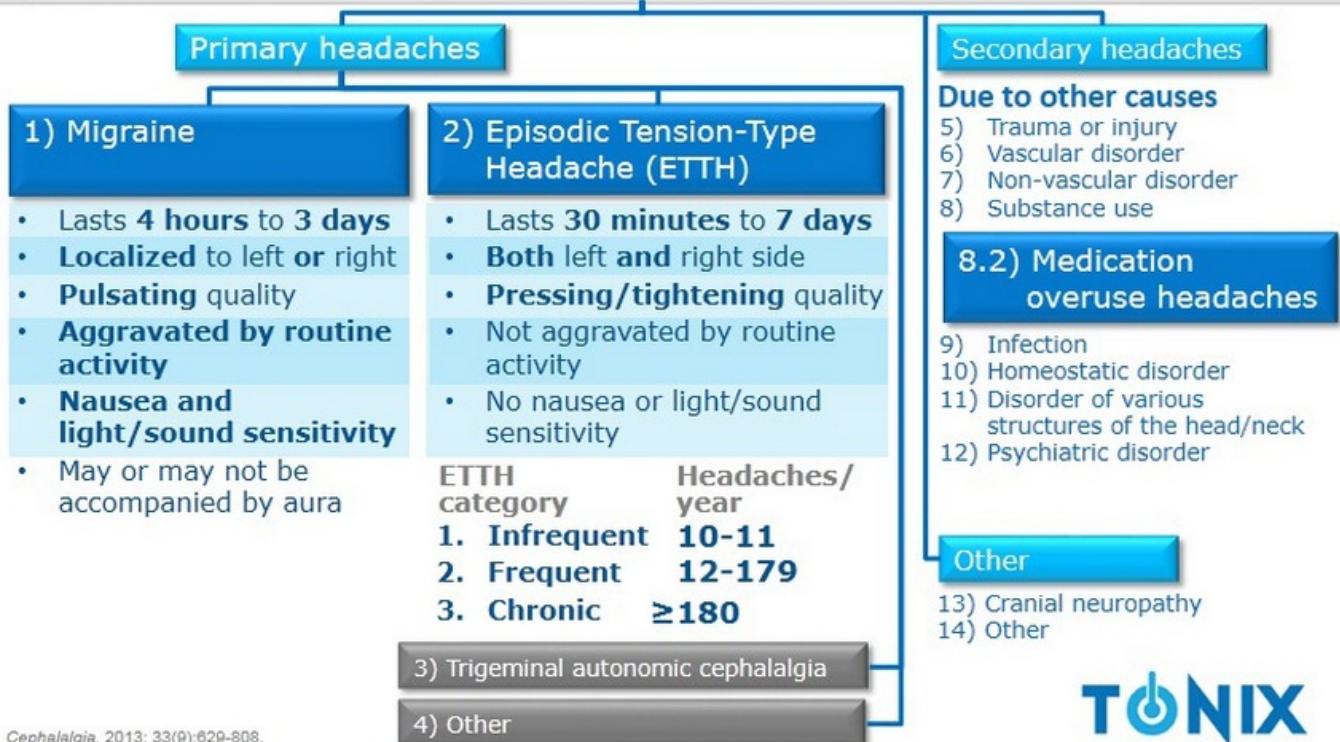 Primary headaches
1) Migraine
• Lasts 4 hours to 3 days
• Localized to left or right
• Pulsating quality
• Aggravated by routine
activity
• Nausea and
light/sound sensitivity
• May or may not be
accompanied by aura
2) Episodic Tension-Type
Headache (ETTH)
• Lasts 30 minutes to 7 days
• Both left and right side
• Pressing/tightening quality
• Not aggravated by routine
activity
• No nausea or light/sound
sensitivity
ETTH Headaches/
category year
1. Infrequent 10-11
2. Frequent 12-179
3. Chronic ≥180
3) Trigeminal autonomic cephalalgia
4) Other
Secondary headaches
Due to other causes
5) Trauma or injury
6) Vascular disorder
7) Non-vascular disorder
8) Substance use
8.2) Medication
overuse headaches
9) Infection
10) Homeostatic disorder
11) Disorder of various
structures of the head/neck
12) Psychiatric disorder
Other
13) Cranial neuropathy
14) Other
Cephalalgia. 2013; 33(9):629-808.
TONIX